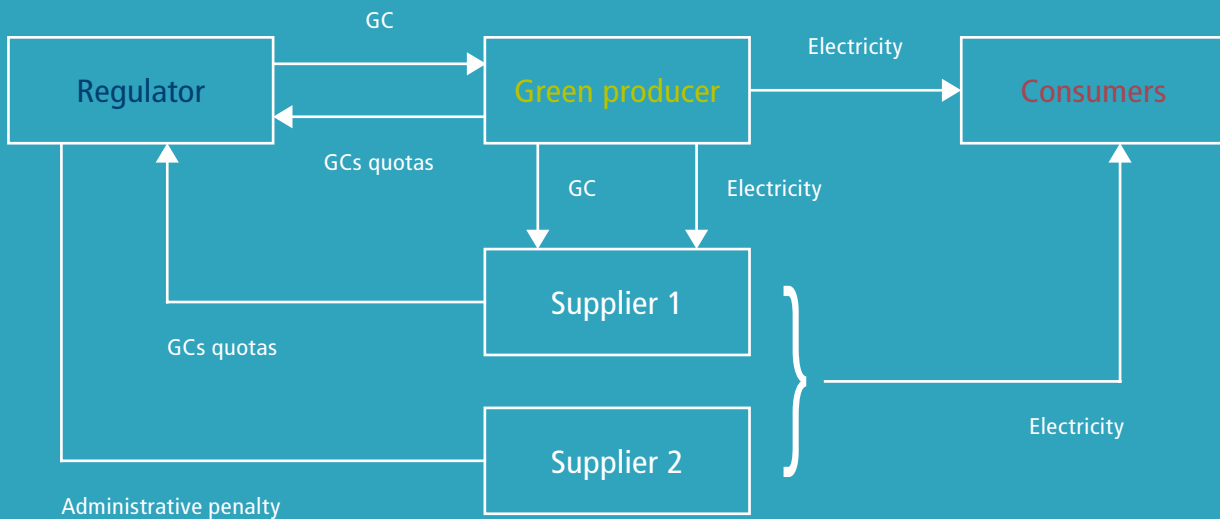 GC
Electricity
Regulator
Green producer
Consumers
GCs quotas
GC
Electricity
Supplier 1
GCs quotas
Electricity
Supplier 2
Administrative penalty